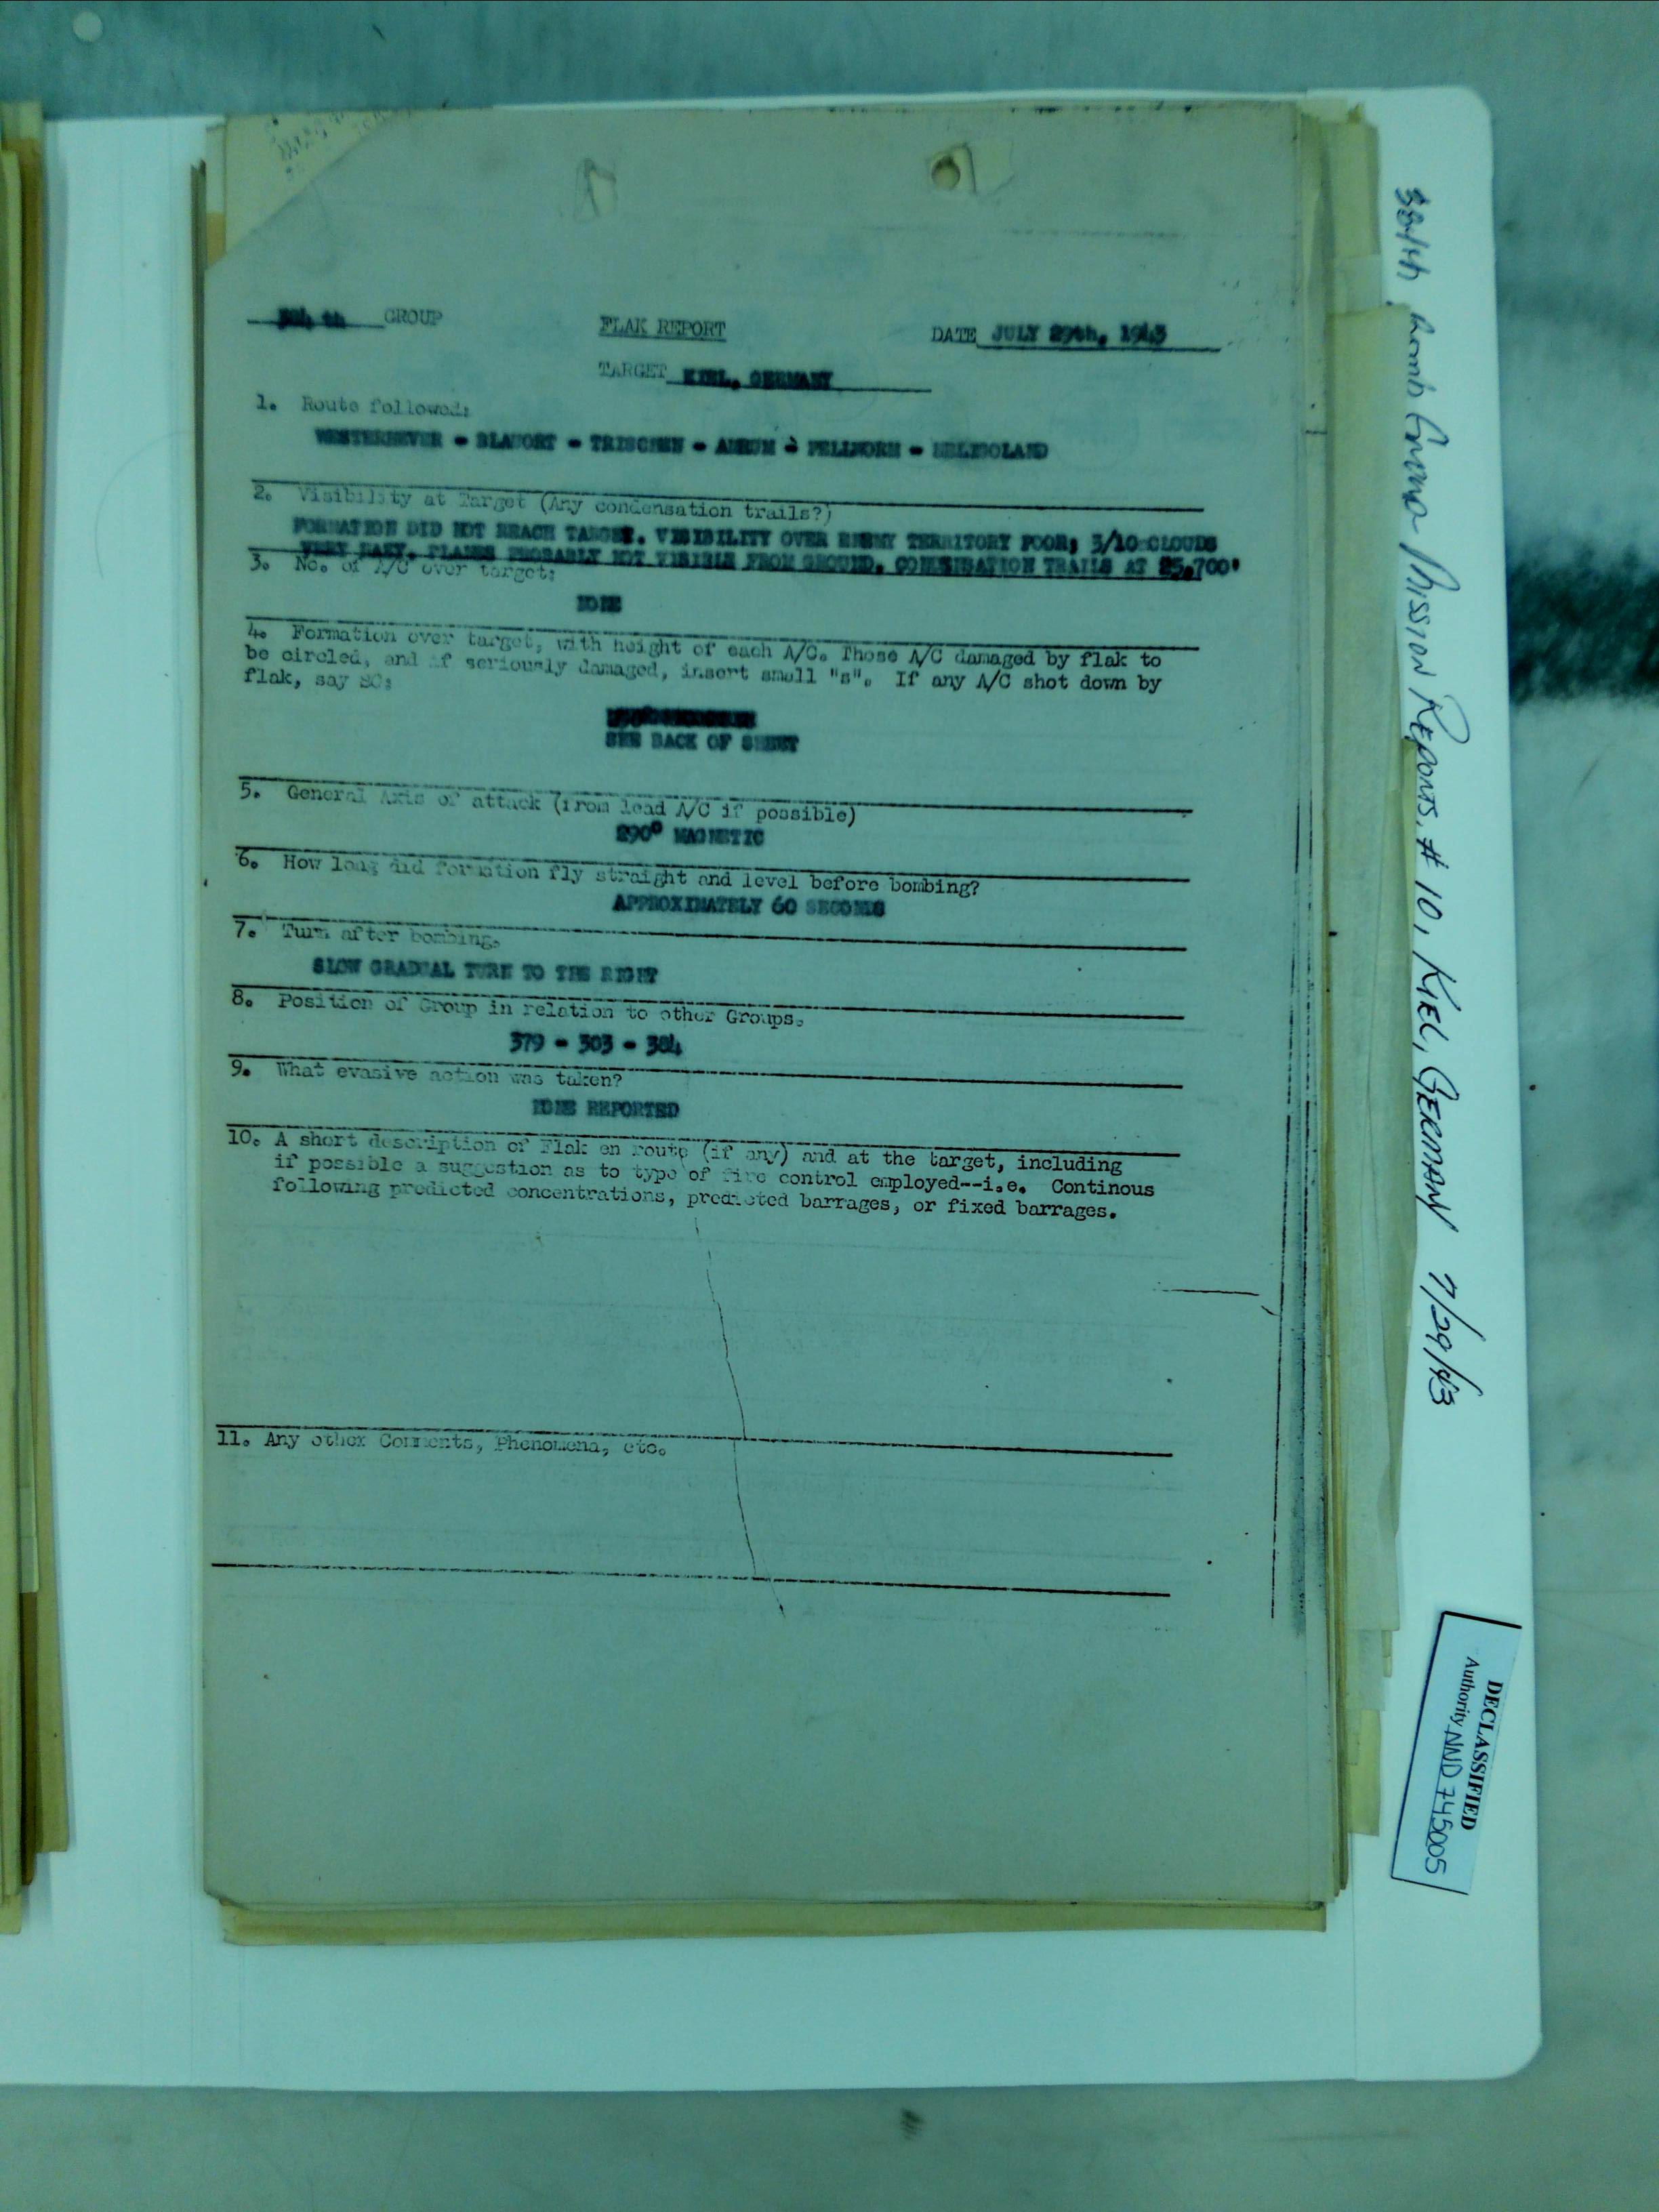 384 th GROUP FLAK REPORT DATE JULY 29th, 1943
TARGET KIEL, GERMANY
1. Route followed:
WESTERHEVER - BLAUORT - TRISCHEN - AMRUM - PELLWORM - HELIGOLAND
2. Visibility at Target (Any condensation trails?)
FORMATION DID NOT REACH TARGET. VISIBILITY OVER ENEMY TERRITORY POOR; 3/10 CLOUDS
VERY HAZY. PLANES PROBABLY NOT VISIBLE FROM GROUND. CONDENSATION TRAILS AT 25,700'
3. No. of A/C over target:
NONE
4. Formation over target, with height of each A/C. Those A/C damaged by flak to
be circled, and if seriously damaged, insert small "s". If any A/C shot down by
flak, say SO:
SEE BACK OF SHEET
5. General Axis of attack (from lead A/C if possible)
290° MAGNETIC
6. How long did formation fly straight and level before bombing?
APPROXIMATELY 60 SECONDS
7. Turn after bombing.
SLOW GRADUAL TURN TO THE RIGHT
8. Position of Group in relation to other Groups.
379 - 303 - 384
9. What evasive action was taken?
NONE REPORTED
10. A short description of Flak en route (if any) and at the target, including
if possible a suggestion as to type of fire control employed--i.e. Continous
following predicted concentrations, predicted barrages, or fixed barrages.
11. Any other Comments, Phenomena, etc.
384th Bomb Group Mission Reports, # 10, KIEL, GERMANY 7/29/43
DECLASSIFIED
Authority NND 745005